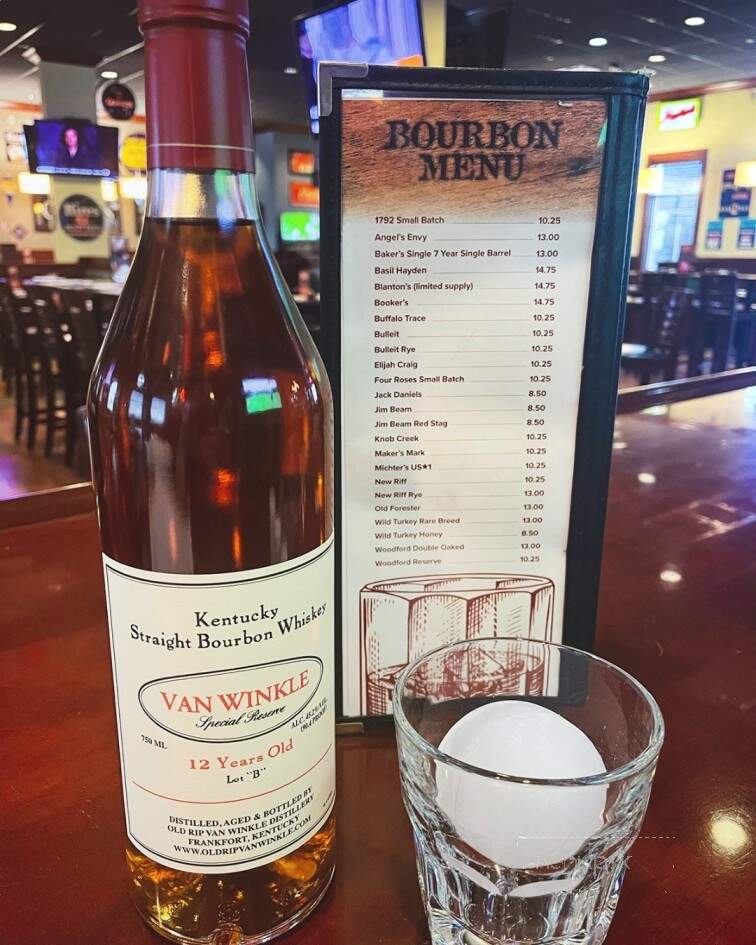 BOURBON
MENU
1792 Small Batch 10.25
Angel's Envy 13.00
Baker's Single 7 Year Single Barrel 13.00
Basil Hayden 14.75
Blanton's (limited supply) 14.75
Booker's 14.75
Buffalo Trace 10.25
Bulleit 10.25
Bulleit Rye 10.25
Elijah Craig 10.25
Four Roses Small Batch 10.25
Jack Daniels 8.50
Jim Beam 8.50
Jim Beam Red Stag 8.50
Knob Creek 10.25
Maker's Mark 10.25
Michter's US★1 10.25
New Riff 10.25
New Riff Rye 13.00
Old Forester 13.00
Wild Turkey Rare Breed 13.00
Wild Turkey Honey 8.50
Woodford Double Oaked 13.00
Woodford Reserve 10.25
Kentucky
Straight Bourbon Whiskey
VAN WINKLE
Special Reserve
750 ML
ALC. 45.2% VOL.
(90.4 PROOF)
12 Years Old
Lot "B"
DISTILLED, AGED & BOTTLED BY
OLD RIP VAN WINKLE DISTILLERY
FRANKFORT, KENTUCKY
WWW.OLDRIPVANWINKLE.COM